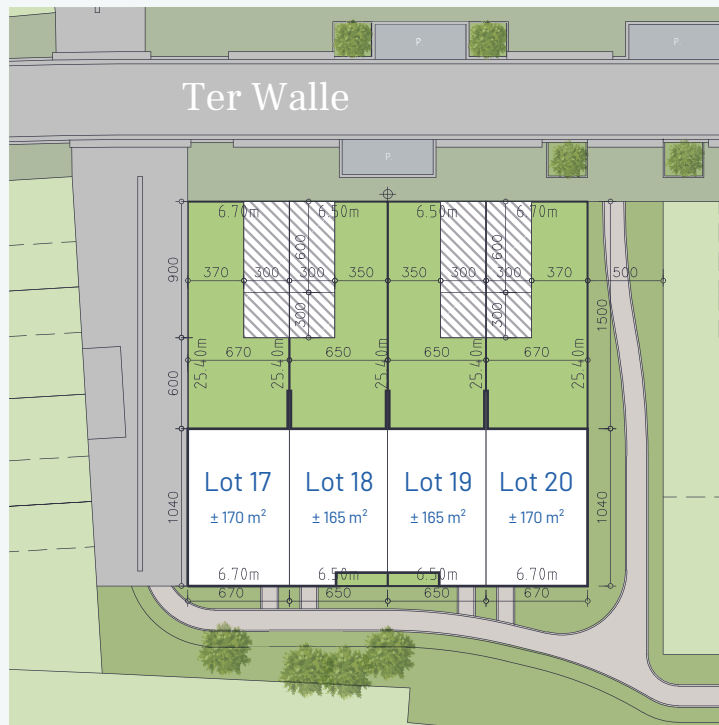 P.
P.
Ter Walle
P.
6.70m 6.50m 6.50m 6.70m
600 600
900
370 300 300 350 350 300 300 370 500
300 300
1500
25.40m 670 25.40m 650 25.40m 650 25.40m 670 25.40m
600
Lot 17 Lot 18 Lot 19 Lot 20
± 170 m² ± 165 m² ± 165 m² ± 170 m²
1040 1040
6.70m 6.50m 6.50m 6.70m
670 650 650 670